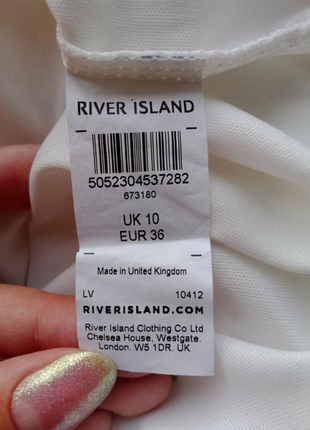 RIVER ISLAND
5052304537282
673180
UK 10
EUR 36
Made in United Kingdom
LV 10412
RIVERISLAND.COM
River Island Clothing Co Ltd
Chelsea House, Westgate.
London. W5 1DR. UK